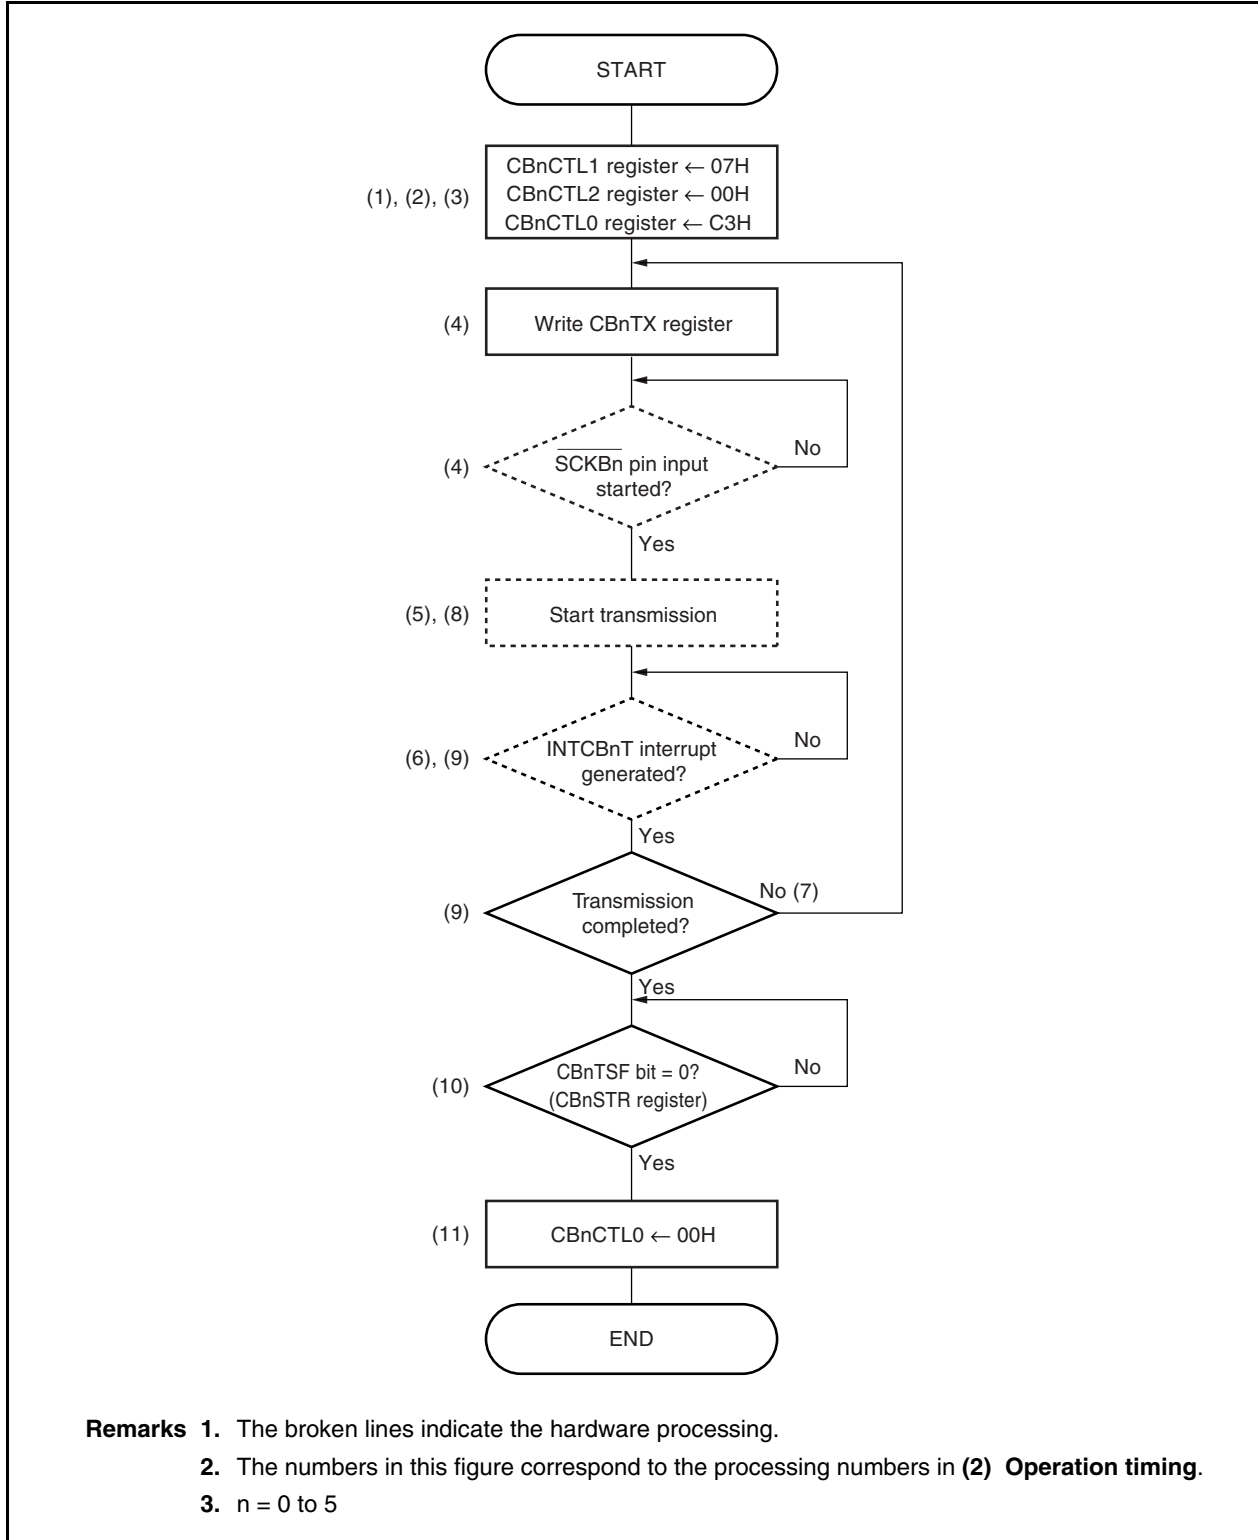 START
(1), (2), (3)
CBnCTL1 register ← 07H
CBnCTL2 register ← 00H
CBnCTL0 register ← C3H
(4)
Write CBnTX register
(4)
SCKBn pin input
started?
No
Yes
(5), (8)
Start transmission
(6), (9)
INTCBnT interrupt
generated?
No
Yes
(9)
Transmission
completed?
No (7)
Yes
(10)
CBnTSF bit = 0?
(CBnSTR register)
No
Yes
(11)
CBnCTL0 ← 00H
END
Remarks 1. The broken lines indicate the hardware processing.
2. The numbers in this figure correspond to the processing numbers in (2) Operation timing.
3. n = 0 to 5